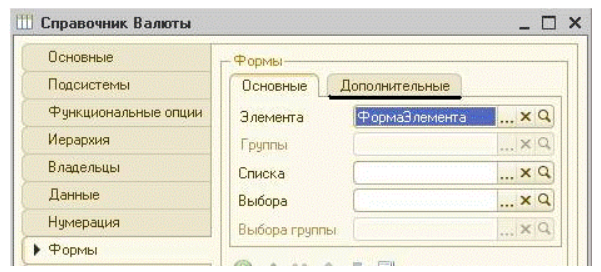 Справочник Валюты
Основные
Подсистемы
Функциональные опции
Иерархия
Владельцы
Данные
Нумерация
Формы
Формы
Основные Дополнительные
Элемента ФормаЭлемента ...
Группы ...
Списка ...
Выбора ...
Выбора группы ...